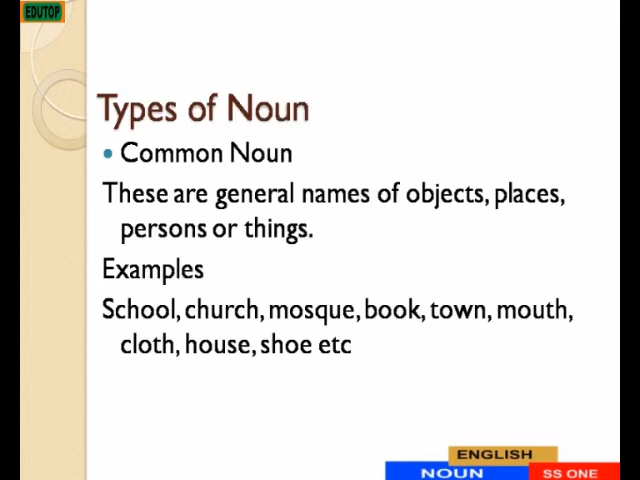 EDUTOP
Types of Noun
• Common Noun
These are general names of objects, places,
persons or things.
Examples
School, church, mosque, book, town, mouth,
cloth, house, shoe etc
ENGLISH
NOUN
SS ONE